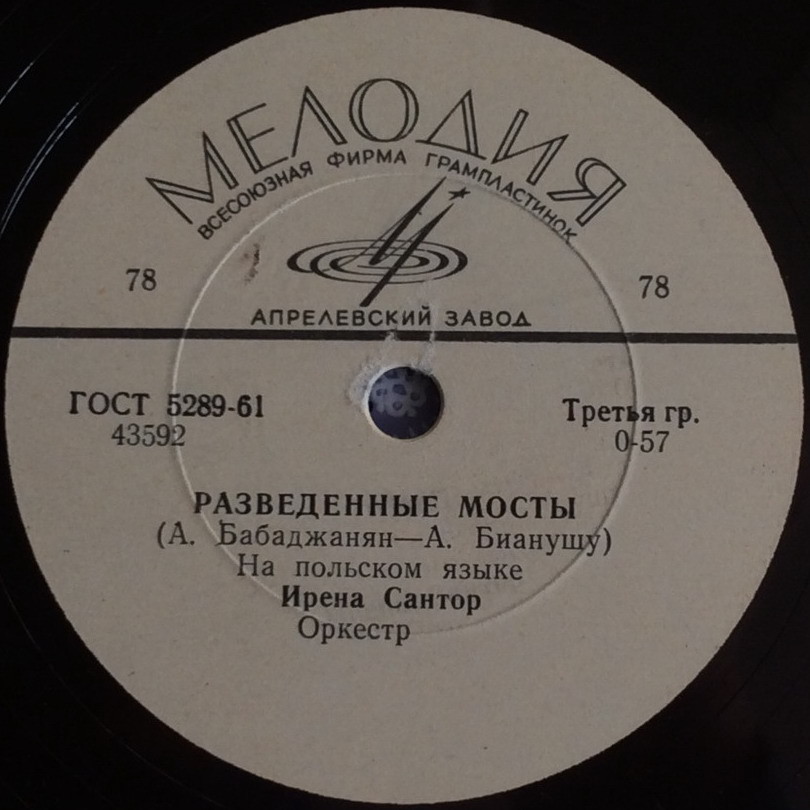 МЕЛОДИЯ
ВСЕСОЮЗНАЯ ФИРМА ГРАМПЛАСТИНОК
78 78
АПРЕЛЕВСКИЙ ЗАВОД
ГОСТ 5289-61 Третья гр.
43592 0-57
РАЗВЕДЕННЫЕ МОСТЫ
(А. Бабаджанян—А. Бианушу)
На польском языке
Ирена Сантор
Оркестр